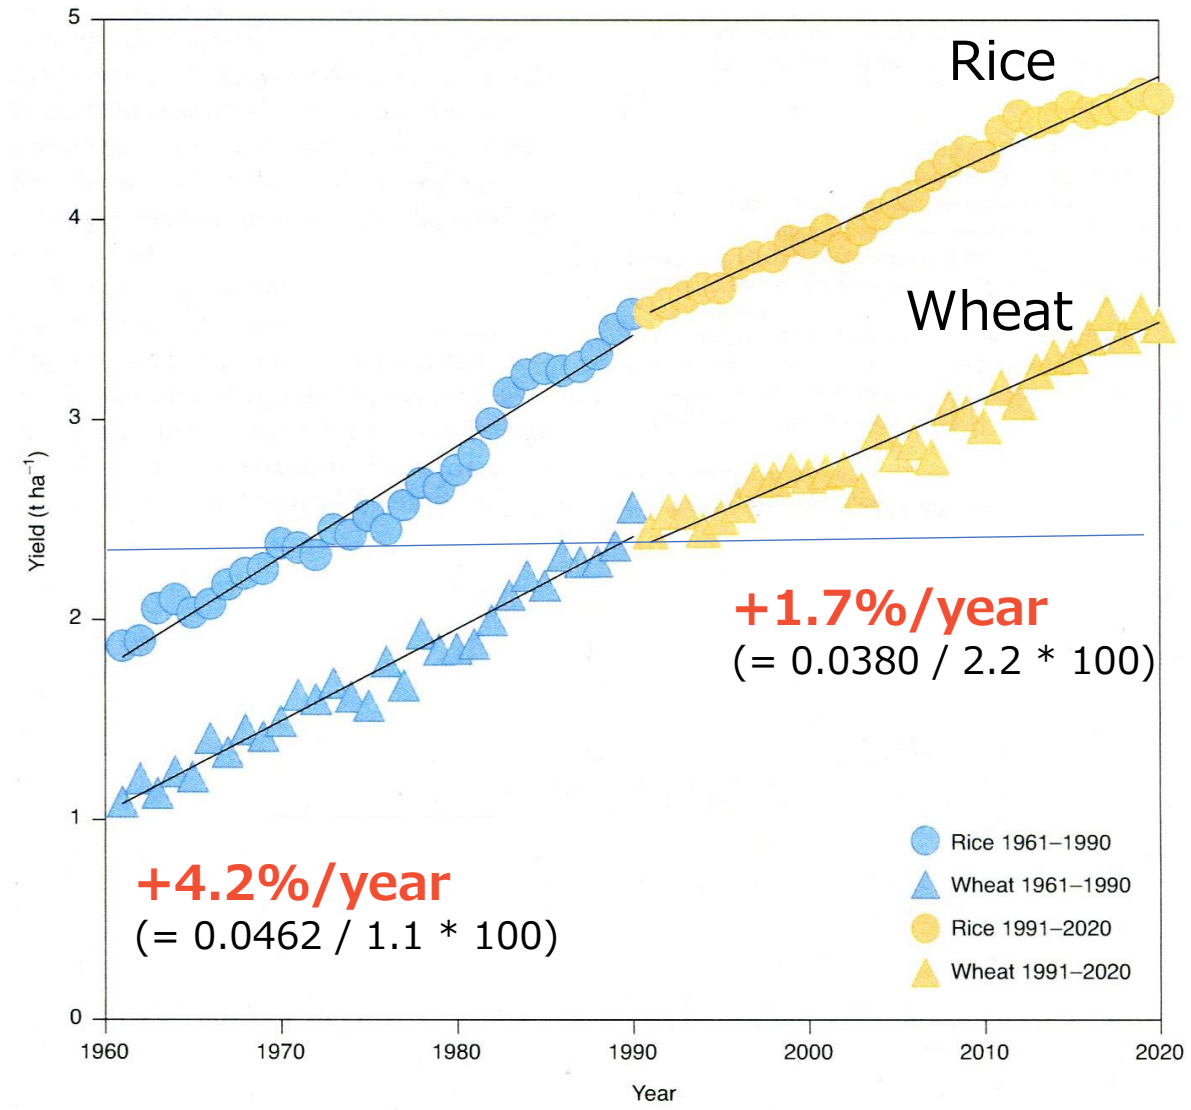 5
Rice
4
Wheat
3
Yield (t ha⁻¹)
2
+1.7%/year
(= 0.0380 / 2.2 * 100)
1
Rice 1961–1990
+4.2%/year
Wheat 1961–1990
(= 0.0462 / 1.1 * 100)
Rice 1991–2020
Wheat 1991–2020
0
1960 1970 1980 1990 2000 2010 2020
Year